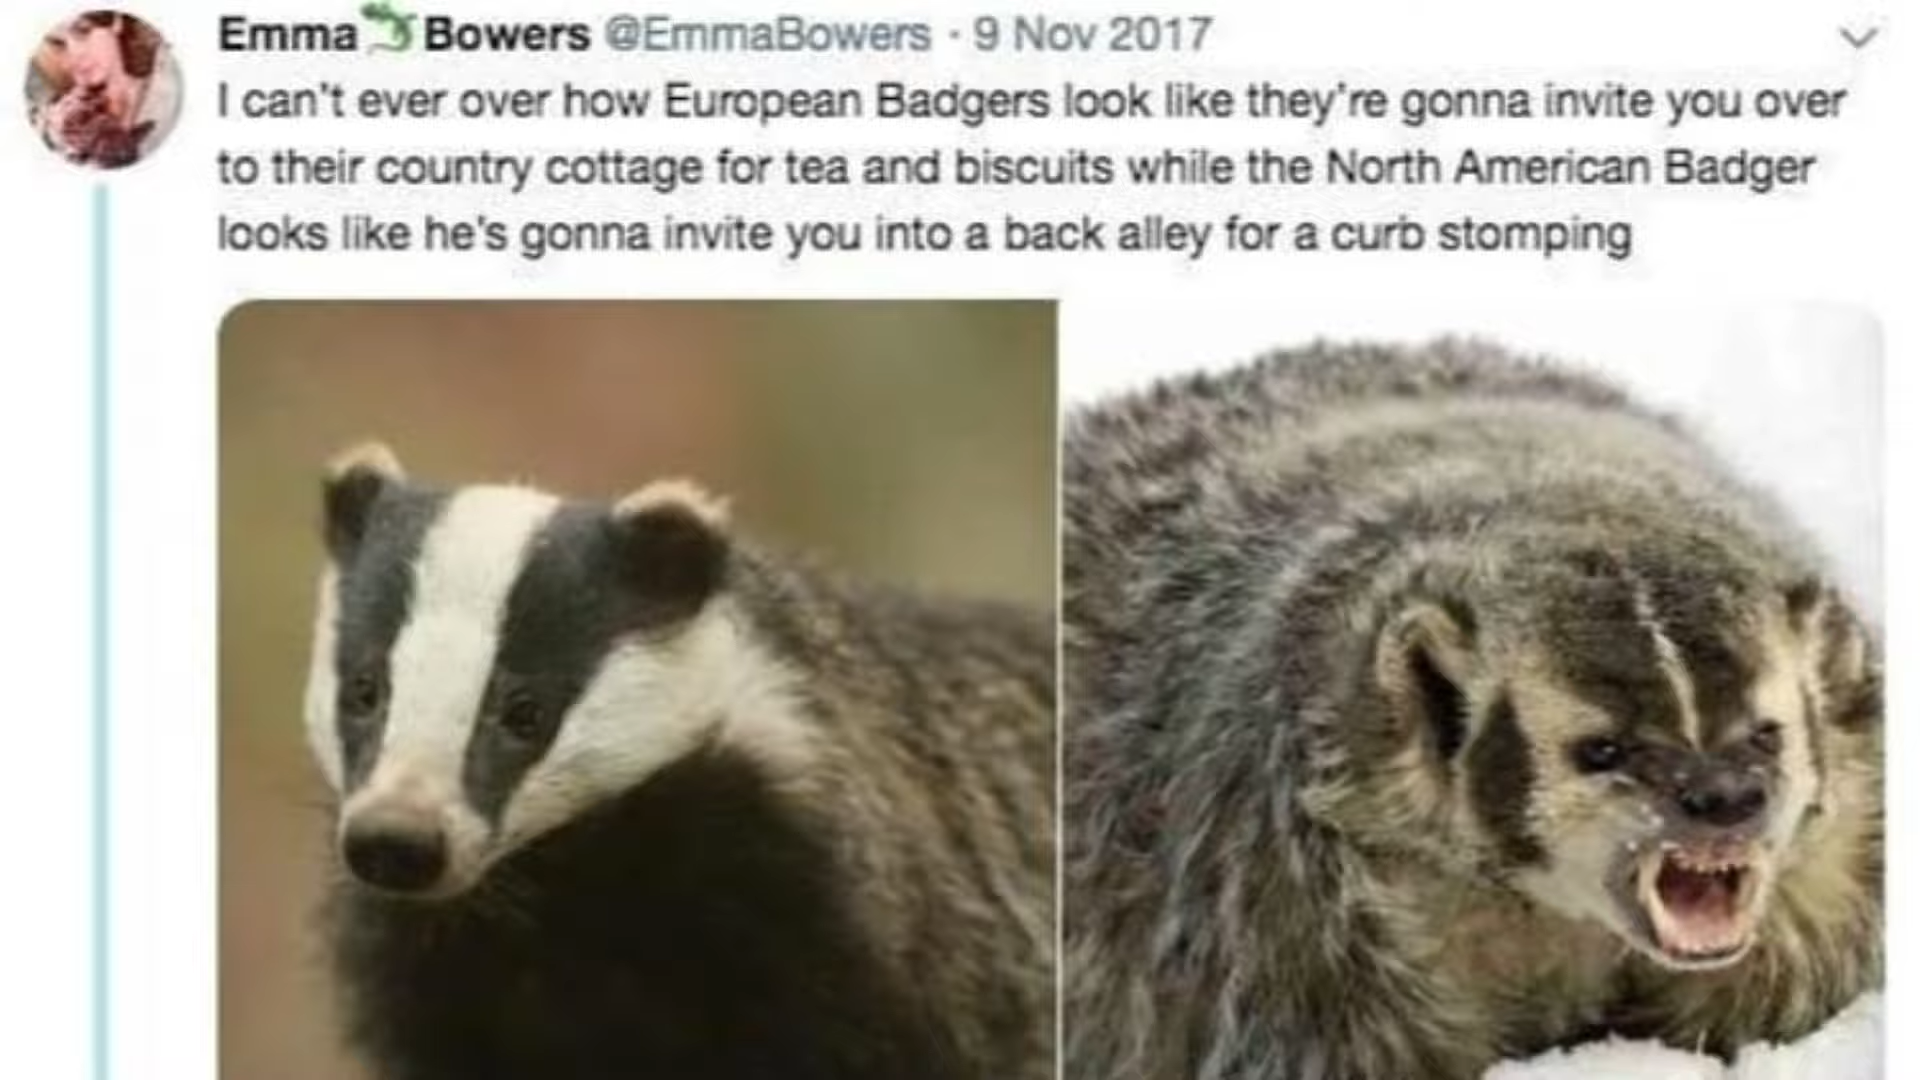 Emma🦎Bowers @EmmaBowers · 9 Nov 2017
I can't ever over how European Badgers look like they're gonna invite you over
to their country cottage for tea and biscuits while the North American Badger
looks like he's gonna invite you into a back alley for a curb stomping